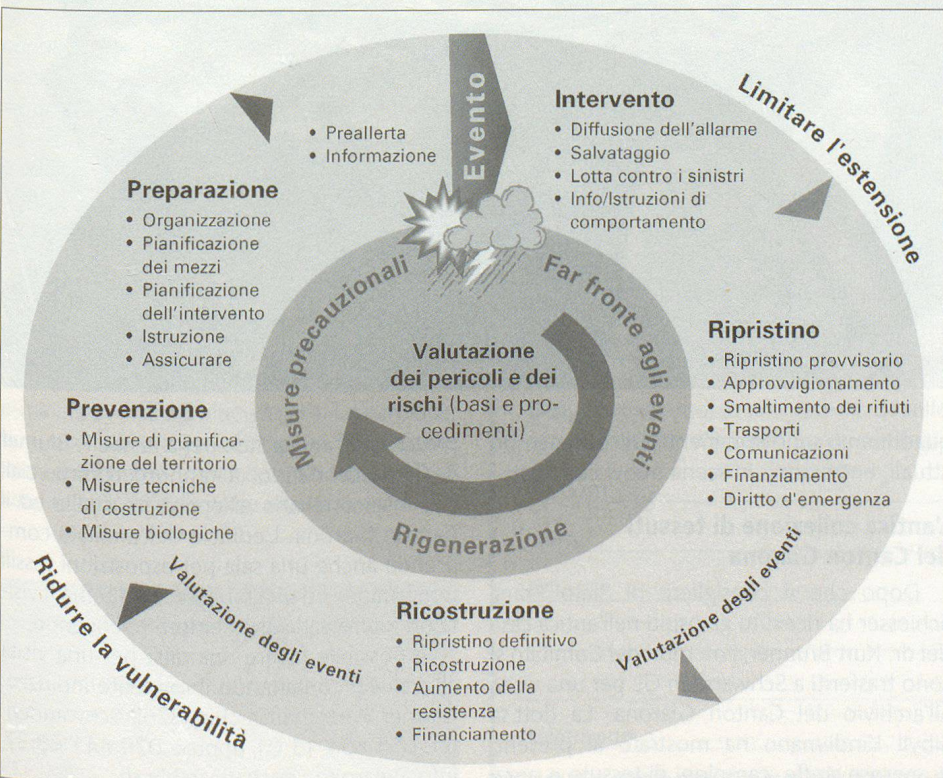 Evento
• Preallerta
• Informazione
Preparazione
• Organizzazione
• Pianificazione
dei mezzi
• Pianificazione
dell'intervento
• Istruzione
• Assicurare
Prevenzione
• Misure di pianifica-
zione del territorio
• Misure tecniche
di costruzione
• Misure biologiche
Intervento
• Diffusione dell'allarme
• Salvataggio
• Lotta contro i sinistri
• Info/Istruzioni di
comportamento
Limitare l'estensione
Ripristino
• Ripristino provvisorio
• Approvvigionamento
• Smaltimento dei rifiuti
• Trasporti
• Comunicazioni
• Finanziamento
• Diritto d'emergenza
Misure precauzionali
Far fronte agli eventi
Rigenerazione
Valutazione
dei pericoli e dei
rischi (basi e pro-
cedimenti)
Ricostruzione
• Ripristino definitivo
• Ricostruzione
• Aumento della
resistenza
• Finanziamento
Valutazione degli eventi
Valutazione degli eventi
Ridurre la vulnerabilità